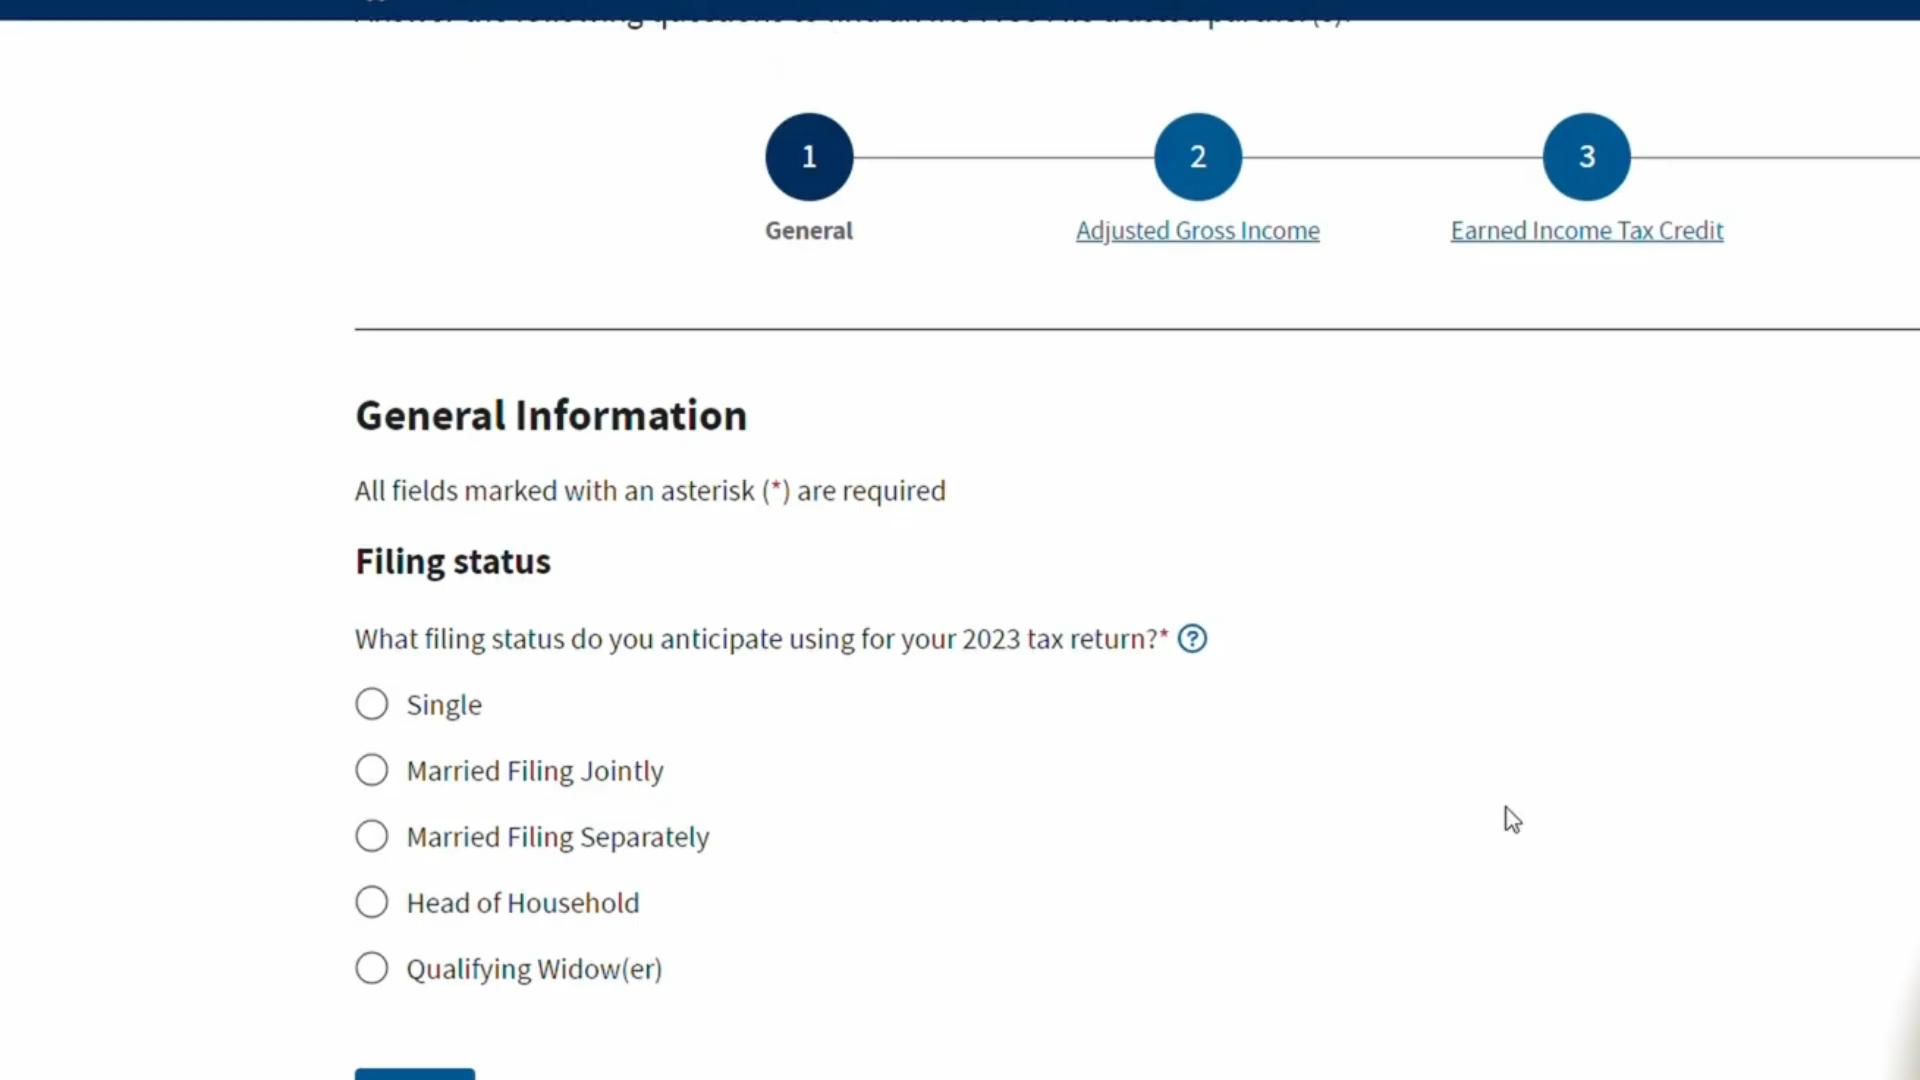 1
2
3
General
Adjusted Gross Income
Earned Income Tax Credit
General Information
All fields marked with an asterisk (*) are required
Filing status
What filing status do you anticipate using for your 2023 tax return?*
Single
Married Filing Jointly
Married Filing Separately
Head of Household
Qualifying Widow(er)